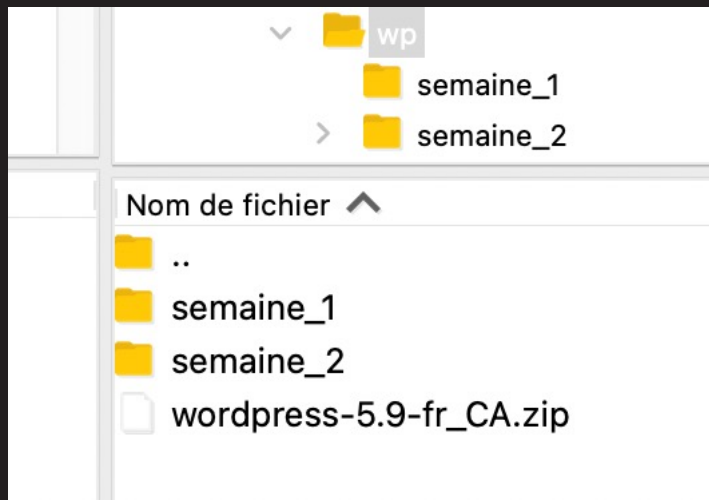 wp
semaine_1
semaine_2
Nom de fichier
..
semaine_1
semaine_2
wordpress-5.9-fr_CA.zip